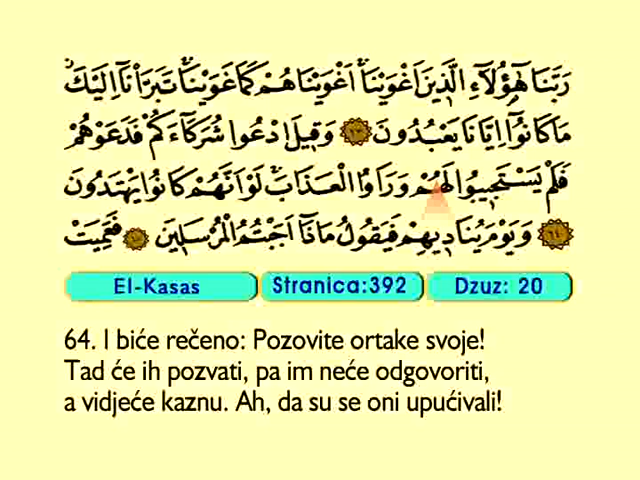 رَبَّنَا هٰٓؤُ۬لَٓاءِ الَّذ۪ينَ اَغْوَيْنَاۚ اَغْوَيْنَاهُمْ كَمَا غَوَيْنَاۚ تَبَرَّأْنَٓا اِلَيْكَۘ
مَا كَانُٓوا اِيَّانَا يَعْبُدُونَ ﴿٦٣﴾ وَق۪يلَ ادْعُوا شُرَكَٓاءَكُمْ فَدَعَوْهُمْ
فَلَمْ يَسْتَج۪يبُوا لَهُمْ وَرَاَوُا الْعَذَابَۚ لَوْ اَنَّهُمْ كَانُوا يَهْتَدُونَ
﴿٦٤﴾ وَيَوْمَ يُنَاد۪يهِمْ فَيَقُولُ مَاذَٓا اَجَبْتُمُ الْمُرْسَل۪ينَ ﴿٦٥﴾ فَعَمِيَتْ
El-Kasas Stranica:392 Dzuz: 20
64. I biće rečeno: Pozovite ortake svoje!
Tad će ih pozvati, pa im neće odgovoriti,
a vidjeće kaznu. Ah, da su se oni upućivali!